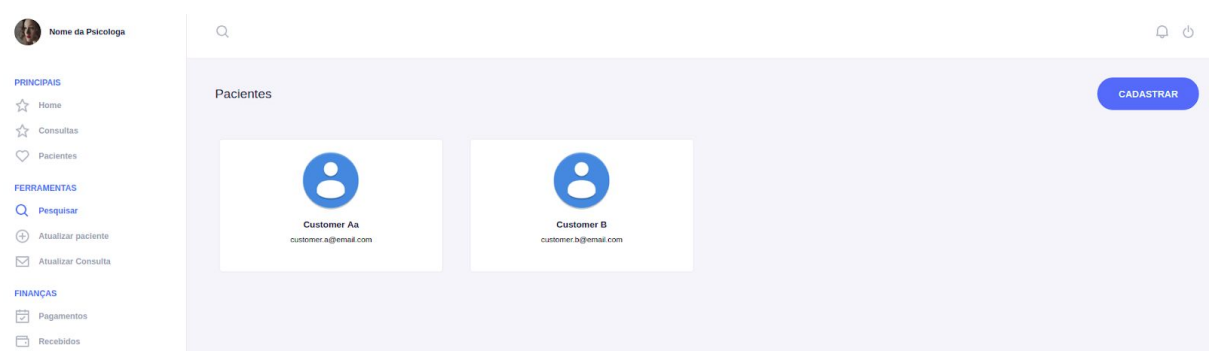 Nome da Psicologa
PRINCIPAIS
Home
Consultas
Pacientes
FERRAMENTAS
Pesquisar
Atualizar paciente
Atualizar Consulta
FINANÇAS
Pagamentos
Recebidos
Pacientes
CADASTRAR
Customer Aa
customer.a@email.com
Customer B
customer.b@email.com